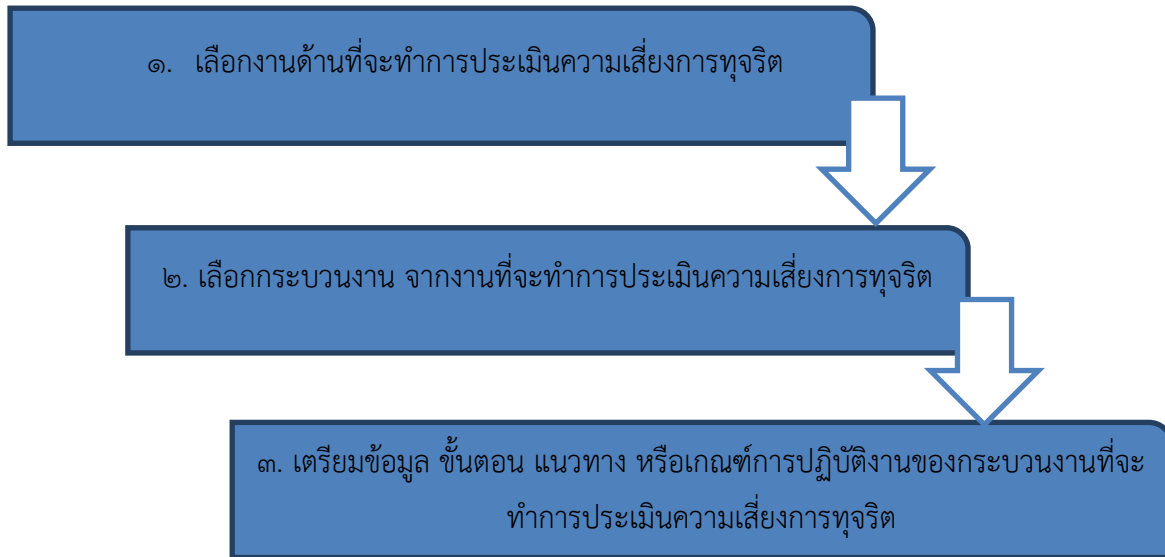 ๑. เลือกงานด้านที่จะทำการประเมินความเสี่ยงการทุจริต
๒. เลือกกระบวนงาน จากงานที่จะทำการประเมินความเสี่ยงการทุจริต
๓. เตรียมข้อมูล ขั้นตอน แนวทาง หรือเกณฑ์การปฏิบัติงานของกระบวนงานที่จะ
ทำการประเมินความเสี่ยงการทุจริต